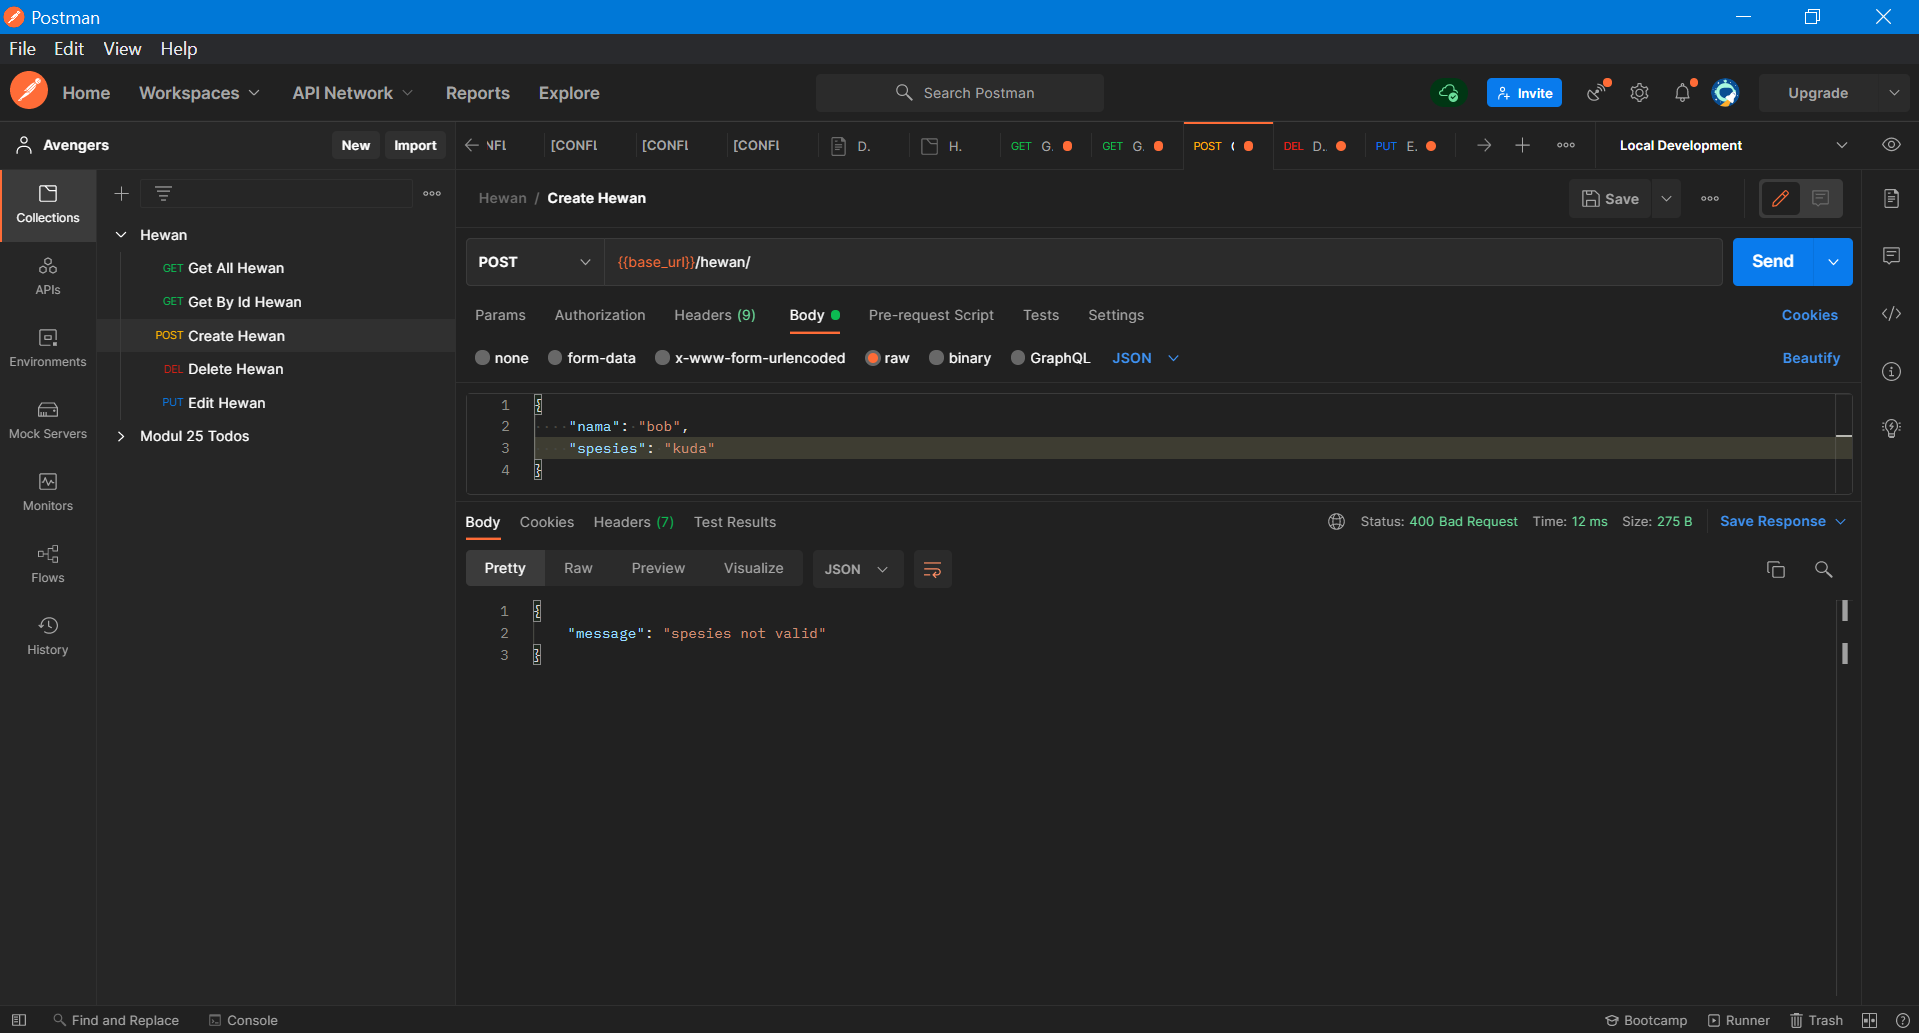 Postman
File Edit View Help
Home Workspaces API Network Reports Explore Search Postman Invite Upgrade
Avengers New Import
[CONFL [CONFL [CONFL D. H. GET G. GET G. POST DEL D.. PUT E. Local Development
Collections
APIs
Environments
Mock Servers
Monitors
Flows
History
Hewan
GET Get All Hewan
GET Get By Id Hewan
POST Create Hewan
DEL Delete Hewan
PUT Edit Hewan
Modul 25 Todos
Hewan / Create Hewan Save
POST {{base_url}}/hewan/ Send
Params Authorization Headers (9) Body Pre-request Script Tests Settings Cookies
none form-data x-www-form-urlencoded raw binary GraphQL JSON Beautify
1 {
2 "nama": "bob",
3 "spesies": "kuda"
4 }
Body Cookies Headers (7) Test Results Status: 400 Bad Request Time: 12 ms Size: 275 B Save Response
Pretty Raw Preview Visualize JSON
1 {
2 "message": "spesies not valid"
3 }
Find and Replace Console Bootcamp Runner Trash